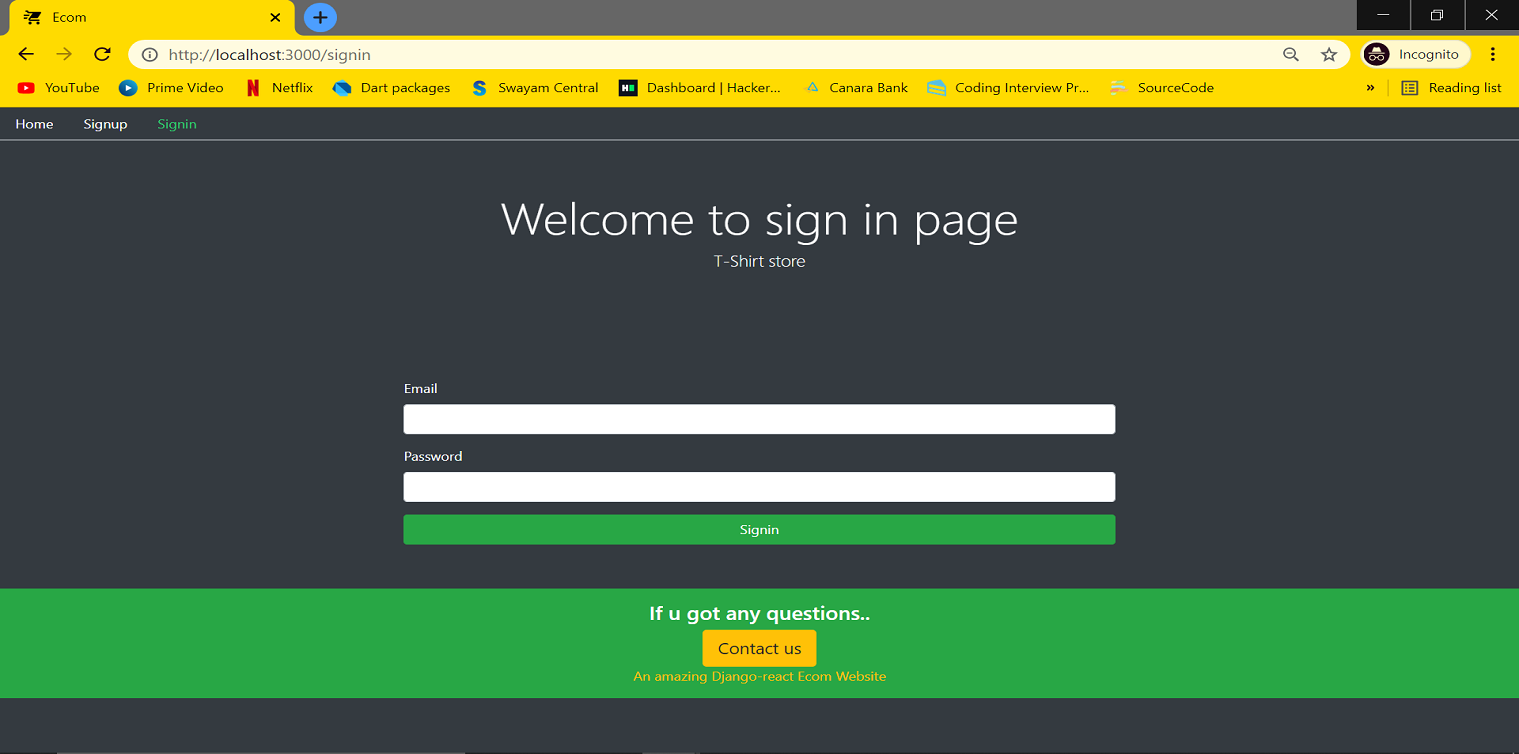 Ecom
http://localhost:3000/signin
Incognito
YouTube Prime Video Netflix Dart packages Swayam Central Dashboard | Hacker... Canara Bank Coding Interview Pr... SourceCode » Reading list
Home Signup Signin
Welcome to sign in page
T-Shirt store
Email
Password
Signin
If u got any questions..
Contact us
An amazing Django-react Ecom Website